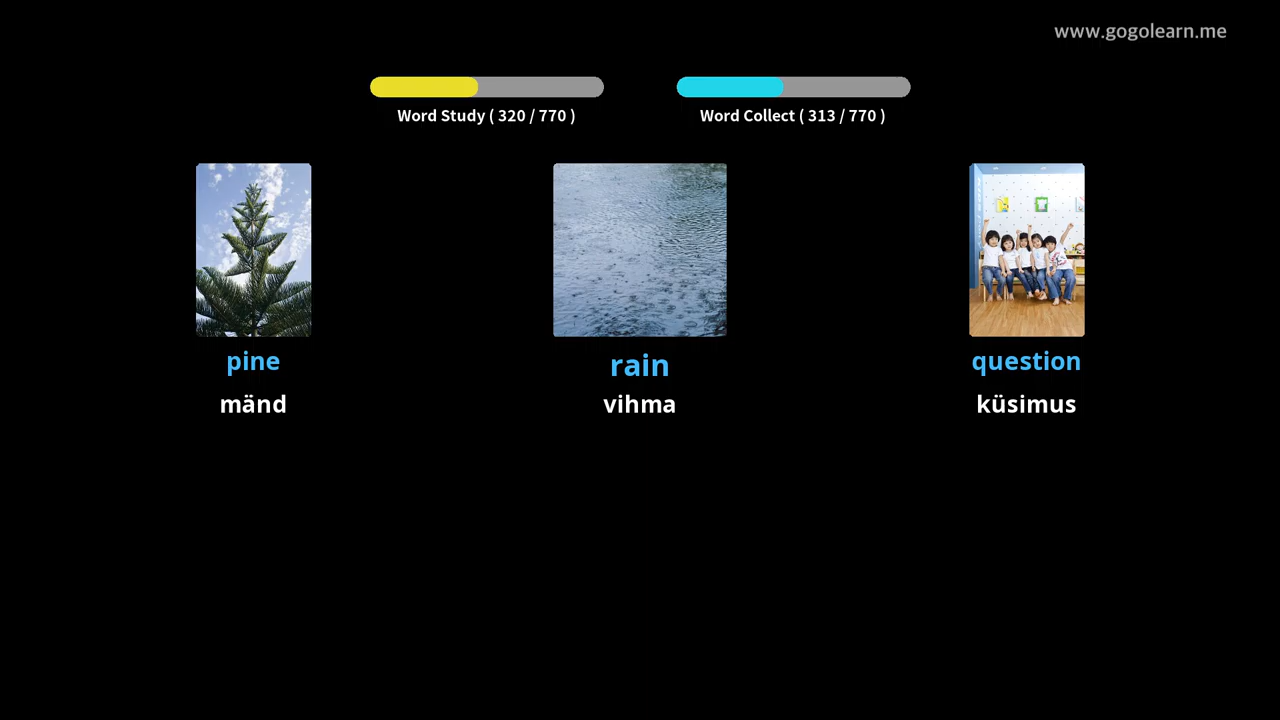 www.gogolearn.me
Word Study ( 320 / 770 )
Word Collect ( 313 / 770 )
pine
rain
question
mänd
vihma
küsimus